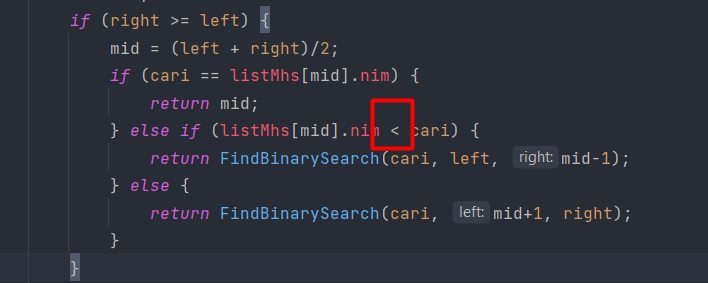 if (right >= left) {
mid = (left + right)/2;
if (cari == listMhs[mid].nim) {
return mid;
} else if (listMhs[mid].nim < cari) {
return FindBinarySearch(cari, left, right: mid-1);
} else {
return FindBinarySearch(cari, left: mid+1, right);
}
}